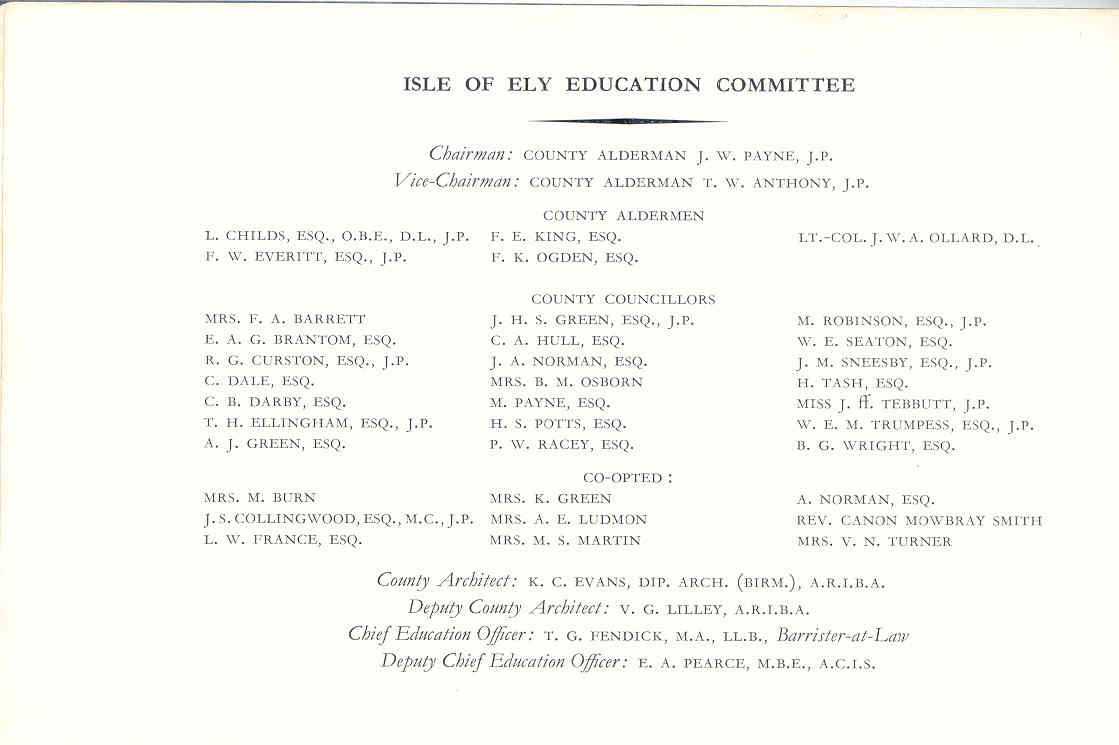 ISLE OF ELY EDUCATION COMMITTEE
Chairman: COUNTY ALDERMAN J. W. PAYNE, J.P.
Vice-Chairman: COUNTY ALDERMAN T. W. ANTHONY, J.P.
COUNTY ALDERMEN
L. CHILDS, ESQ., O.B.E., D.L., J.P. F. E. KING, ESQ. LT.-COL. J. W. A. OLLARD, D.L.
F. W. EVERITT, ESQ., J.P. F. K. OGDEN, ESQ.
COUNTY COUNCILLORS
MRS. F. A. BARRETT J. H. S. GREEN, ESQ., J.P. M. ROBINSON, ESQ., J.P.
E. A. G. BRANTOM, ESQ. C. A. HULL, ESQ. W. E. SEATON, ESQ.
R. G. CURSTON, ESQ., J.P. J. A. NORMAN, ESQ. J. M. SNEESBY, ESQ., J.P.
C. DALE, ESQ. MRS. B. M. OSBORN H. TASH, ESQ.
C. B. DARBY, ESQ. M. PAYNE, ESQ. MISS J. ff. TEBBUTT, J.P.
T. H. ELLINGHAM, ESQ., J.P. H. S. POTTS, ESQ. W. E. M. TRUMPESS, ESQ., J.P.
A. J. GREEN, ESQ. P. W. RACEY, ESQ. B. G. WRIGHT, ESQ.
CO-OPTED :
MRS. M. BURN MRS. K. GREEN A. NORMAN, ESQ.
J. S. COLLINGWOOD, ESQ., M.C., J.P. MRS. A. E. LUDMON REV. CANON MOWBRAY SMITH
L. W. FRANCE, ESQ. MRS. M. S. MARTIN MRS. V. N. TURNER
County Architect: K. C. EVANS, DIP. ARCH. (BIRM.), A.R.I.B.A.
Deputy County Architect: V. G. LILLEY, A.R.I.B.A.
Chief Education Officer: T. G. FENDICK, M.A., LL.B., Barrister-at-Law
Deputy Chief Education Officer: E. A. PEARCE, M.B.E., A.C.I.S.